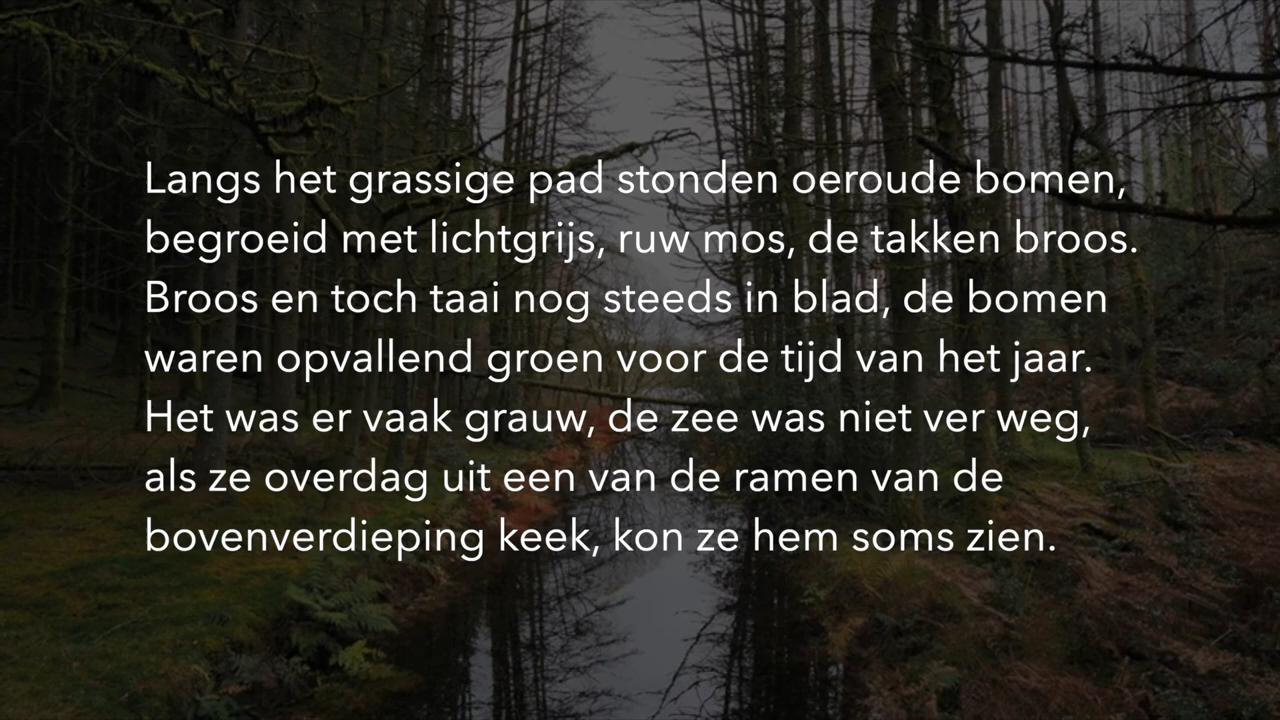 Langs het grassige pad stonden oeroude bomen,
begroeid met lichtgrijs, ruw mos, de takken broos.
Broos en toch taai nog steeds in blad, de bomen
waren opvallend groen voor de tijd van het jaar.
Het was er vaak grauw, de zee was niet ver weg,
als ze overdag uit een van de ramen van de
bovenverdieping keek, kon ze hem soms zien.